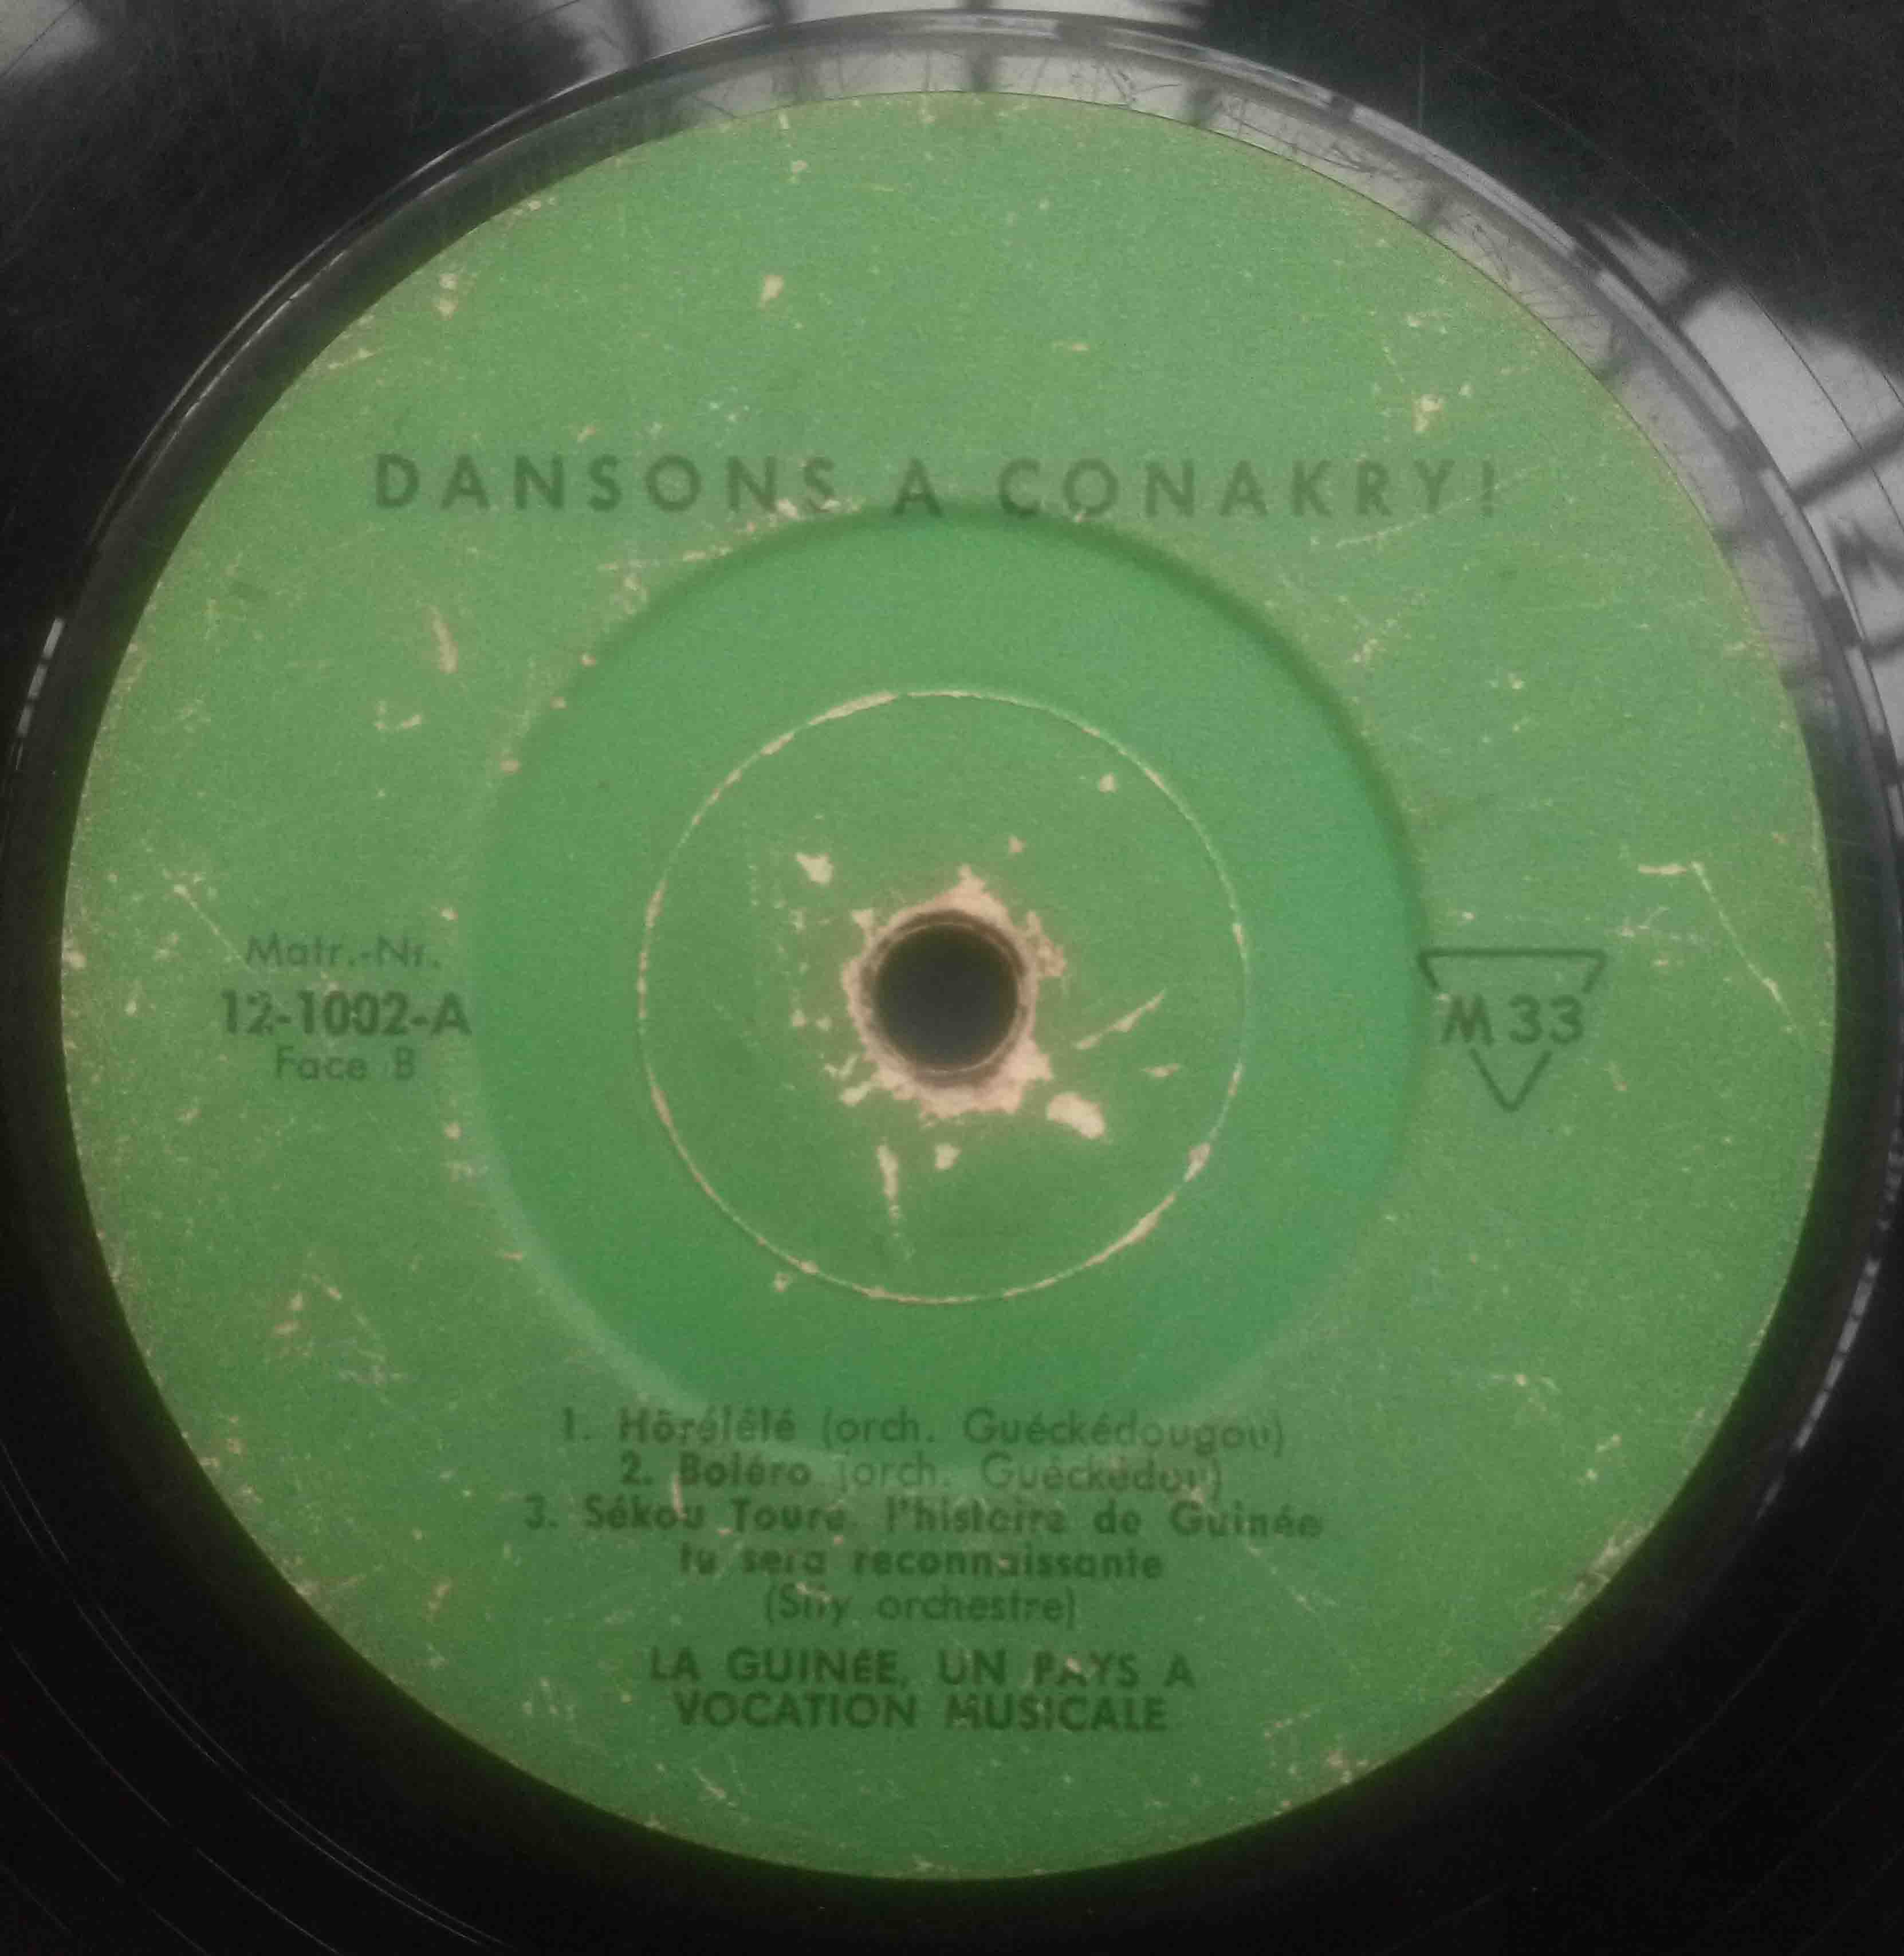 DANSONS A CONAKRY!
Matr.-Nr.
12-1002-A
Face B
M 33
1. Hōrélélé (orch. Guéckédougou)
2. Boléro (orch. Guéckédou)
3. Sékou Touré, l'histoire de Guinée
tu sera reconnaissante
(Sily orchestre)
LA GUINÉE, UN PAYS A
VOCATION MUSICALE